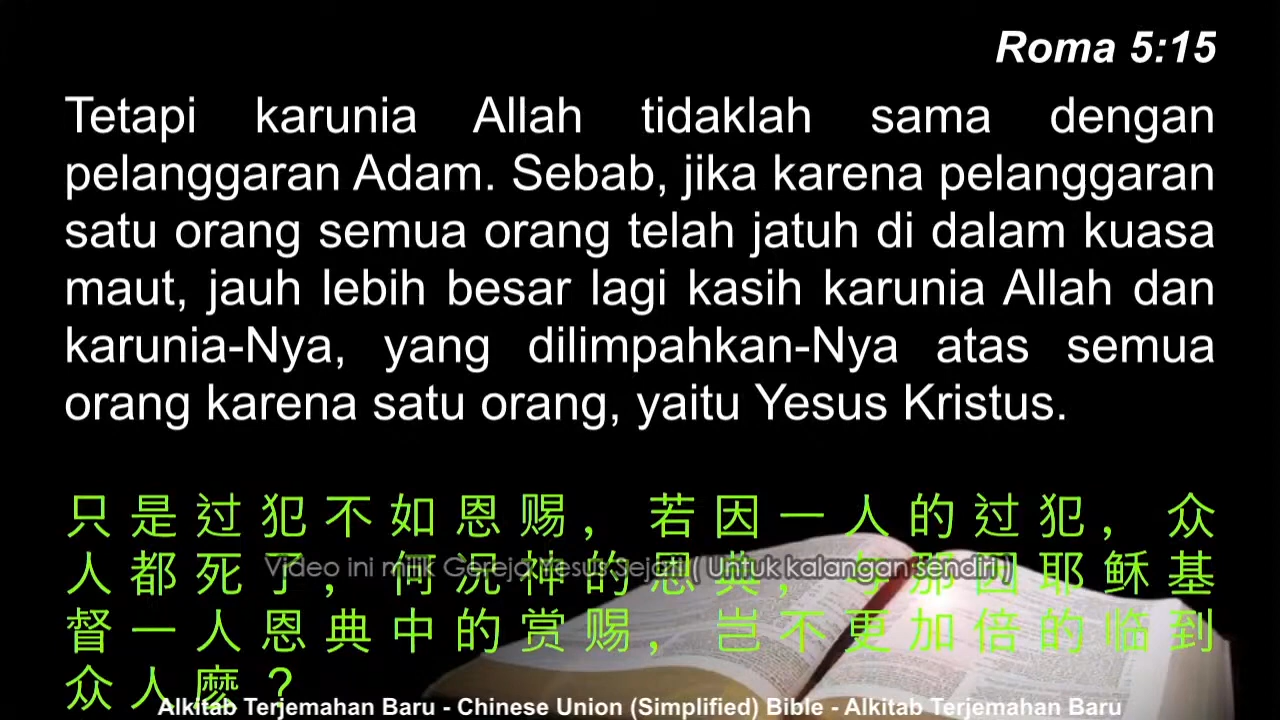 Roma 5:15
Tetapi karunia Allah tidaklah sama dengan
pelanggaran Adam. Sebab, jika karena pelanggaran
satu orang semua orang telah jatuh di dalam kuasa
maut, jauh lebih besar lagi kasih karunia Allah dan
karunia-Nya, yang dilimpahkan-Nya atas semua
orang karena satu orang, yaitu Yesus Kristus.
只是过犯不如恩赐，若因一人的过犯，众
人都死了，何况神的恩典，与那因耶稣基
Video ini milik Gereja Yesus Sejati ( Untuk kalangan sendiri )
督一人恩典中的赏赐，岂不更加倍的临到
众人麽？
Alkitab Terjemahan Baru - Chinese Union (Simplified) Bible - Alkitab Terjemahan Baru